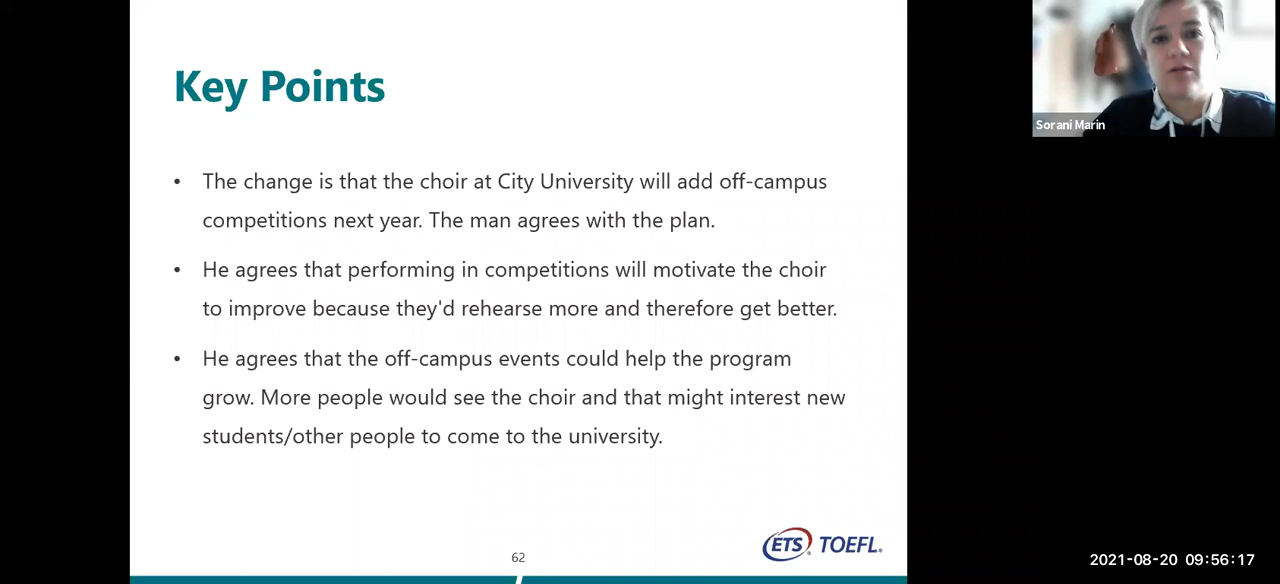 Key Points
• The change is that the choir at City University will add off-campus
competitions next year. The man agrees with the plan.
• He agrees that performing in competitions will motivate the choir
to improve because they'd rehearse more and therefore get better.
• He agrees that the off-campus events could help the program
grow. More people would see the choir and that might interest new
students/other people to come to the university.
62
ETS® TOEFL®
Sorani Marin
2021-08-20 09:56:17